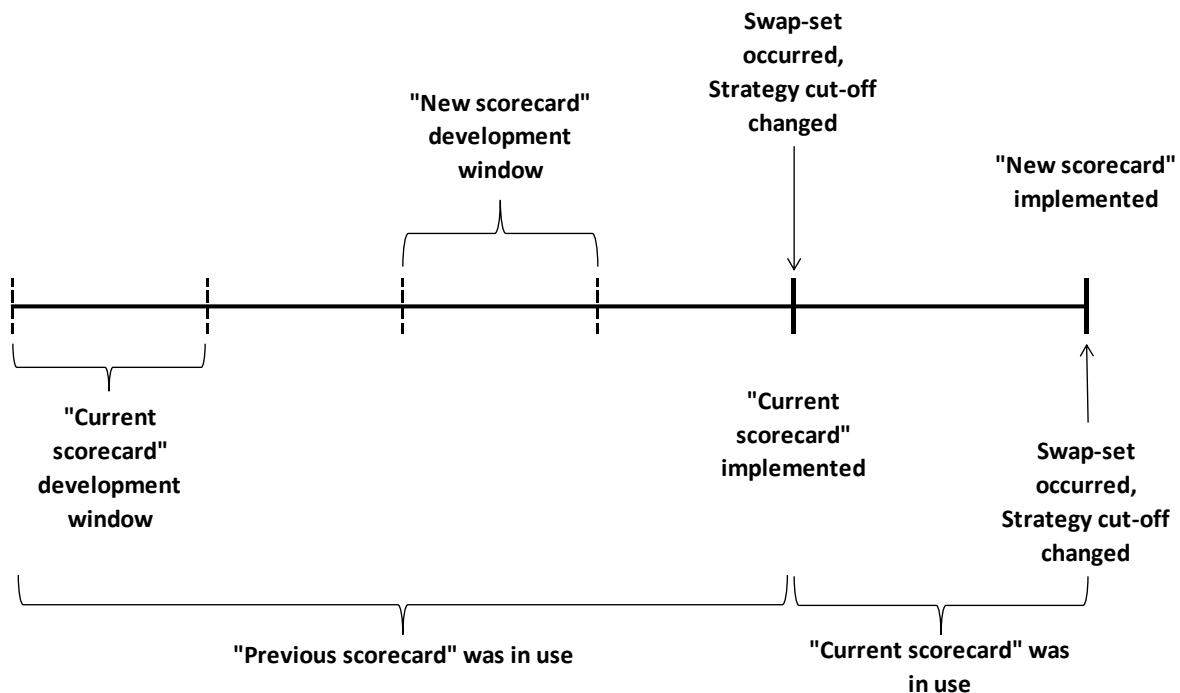 Swap-set
occurred,
Strategy cut-off
changed
"New scorecard"
development
window
"New scorecard"
implemented
"Current
scorecard"
development
window
"Current
scorecard"
implemented
Swap-set
occurred,
Strategy cut-off
changed
"Previous scorecard" was in use
"Current scorecard" was
in use